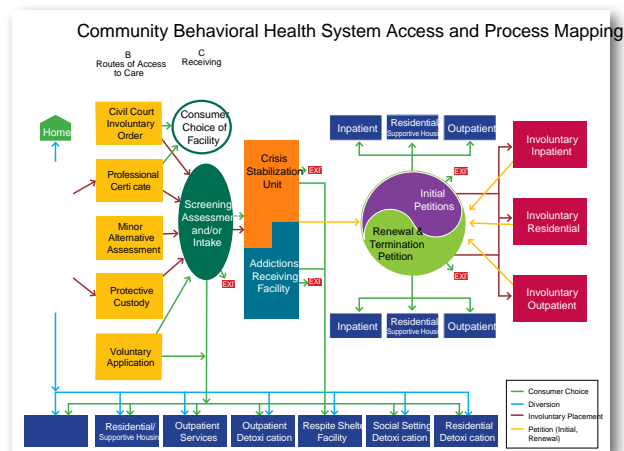 Community Behavioral Health System Access and Process Mapping
B
Routes of Access
to Care
C
Receiving
Home
Civil Court
Involuntary
Order
Professional
Certi cate
Minor
Alternative
Assessment
Protective
Custody
Voluntary
Application
Consumer
Choice of
Facility
Screening
Assessmen
and/or
Intake
EXI
Crisis
Stabilization
Unit
EXI
Addictions
Receiving
Facility
EXI
Inpatient
Residential
Supportive Housi
Outpatient
EXI
Initial
Petitions
Renewal &
Termination
Petition
EXI
Inpatient
Residential
Supportive Housi
Outpatient
Involuntary
Inpatient
Involuntary
Residential
Involuntary
Outpatient
Residential/
Supportive Housin
Outpatient
Services
Outpatient
Detoxi cation
Respite Shelte
Facility
Social Setting
Detoxi cation
Residential
Detoxi cation
Consumer Choice
Diversion
Involuntary Placement
Petition (Initial,
Renewal)